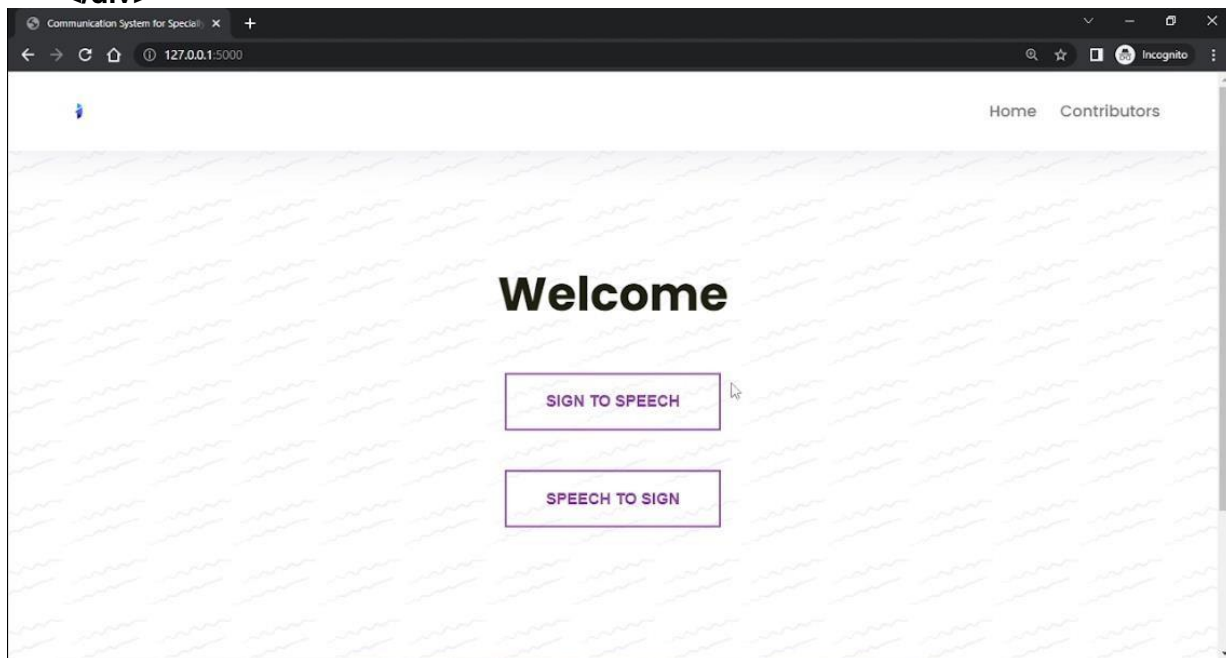 </div>
Communication System for Speciall
127.0.0.1:5000
Incognito
Home Contributors
Welcome
SIGN TO SPEECH
SPEECH TO SIGN